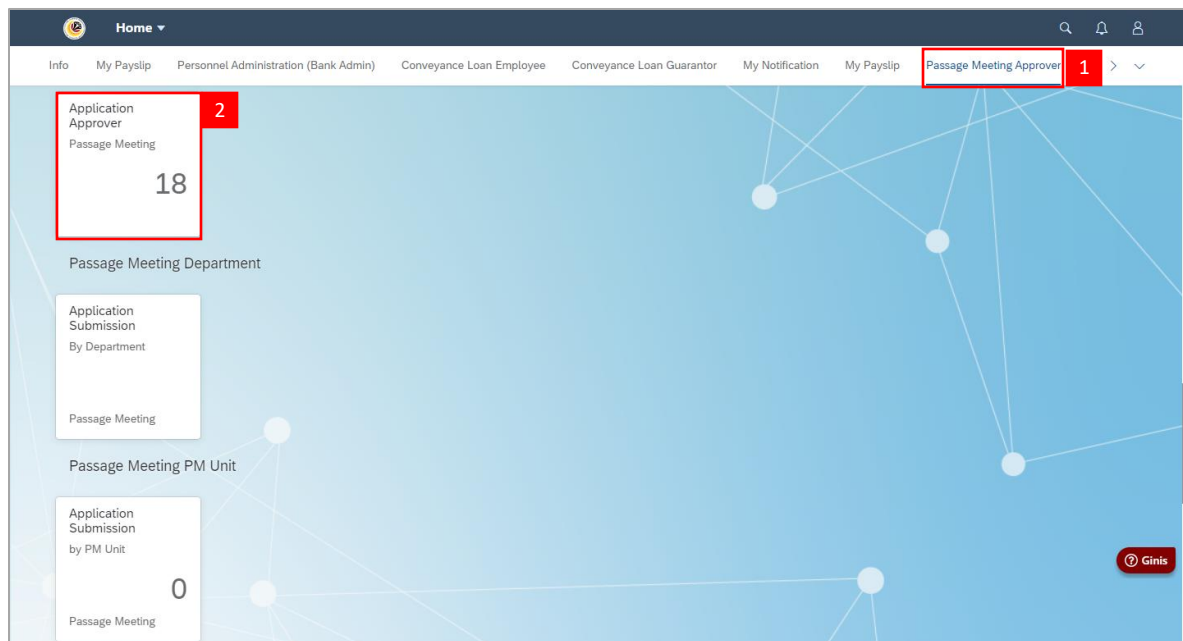 Home
Info My Payslip Personnel Administration (Bank Admin) Conveyance Loan Employee Conveyance Loan Guarantor My Notification My Payslip Passage Meeting Approver 1
Application
Approver
2
Passage Meeting
18
Passage Meeting Department
Application
Submission
By Department
Passage Meeting
Passage Meeting PM Unit
Application
Submission
by PM Unit
0
Passage Meeting
? Ginis